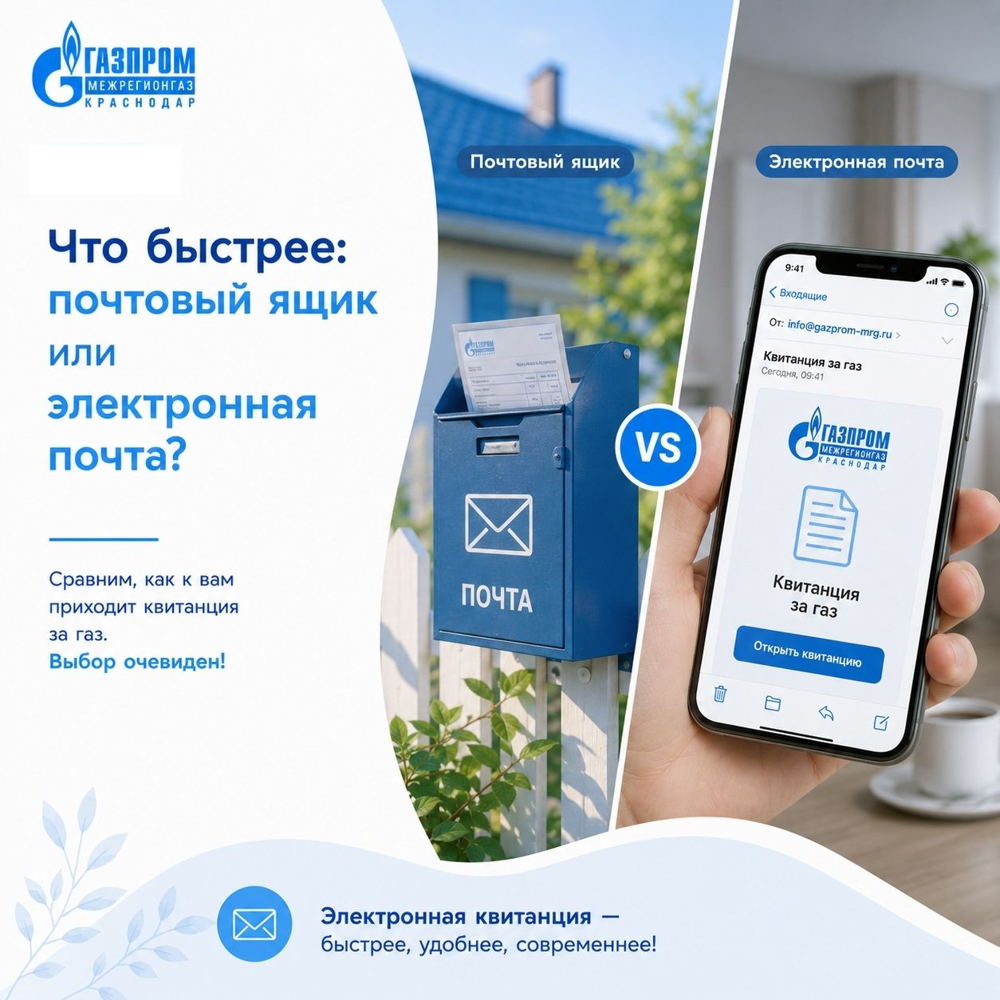 ГАЗПРОМ
МЕЖРЕГИОНГАЗ
КРАСНОДАР
Что быстрее:
почтовый ящик
или
электронная
почта?
Сравним, как к вам
приходит квитанция
за газ.
Выбор очевиден!
Почтовый ящик
ГАЗПРОМ
ПОЧТА
VS
Электронная почта
9:41
Входящие
От: info@gazprom-mrg.ru
Квитанция за газ
Сегодня, 09:41
ГАЗПРОМ
МЕЖРЕГИОНГАЗ
КРАСНОДАР
Квитанция
за газ
Открыть квитанцию
Электронная квитанция —
быстрее, удобнее, современнее!